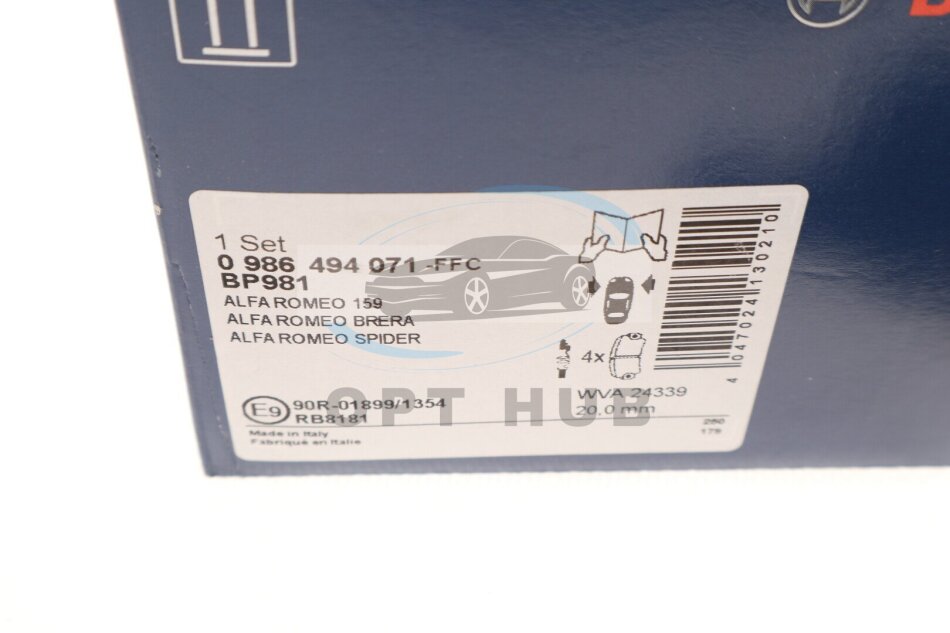 1 Set
0 986 494 071-FFC
BP981
ALFA ROMEO 159
ALFA ROMEO BRERA
ALFA ROMEO SPIDER
4x
E9
90R-01899/1354
RB8181
WVA 24339
20,0 mm
Made in Italy
Fabriqué en Italie
4 047024 130210
OPT HUB